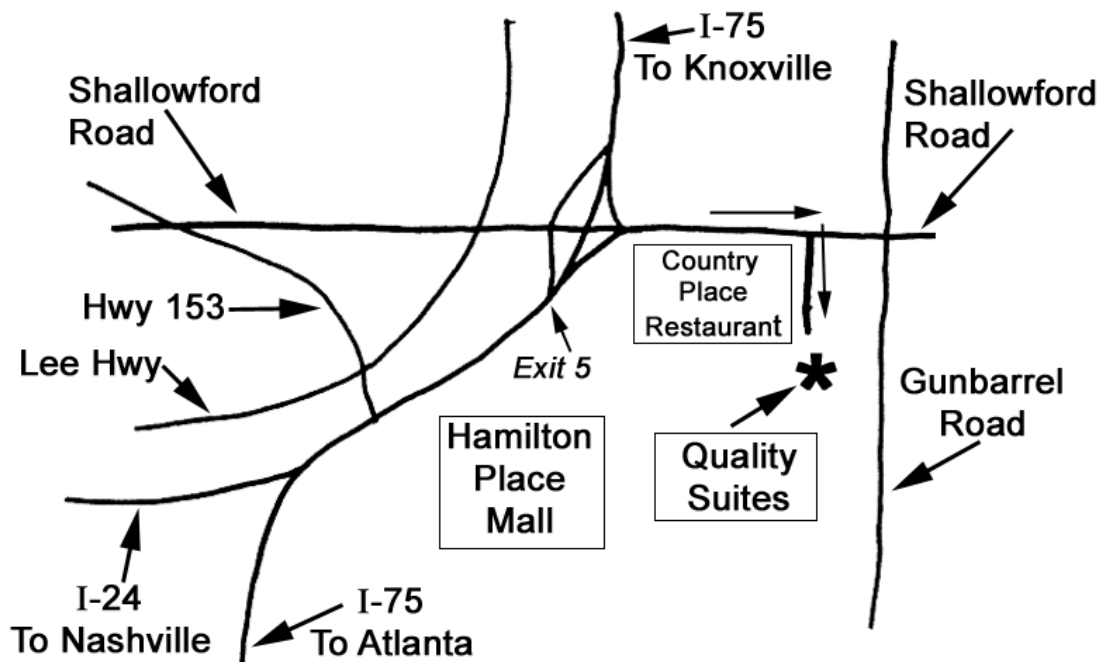 I-75
To Knoxville
Shallowford
Road
Shallowford
Road
Country
Place
Restaurant
Hwy 153
Lee Hwy
Exit 5
*
Gunbarrel
Road
Hamilton
Place
Mall
Quality
Suites
I-24
To Nashville
I-75
To Atlanta